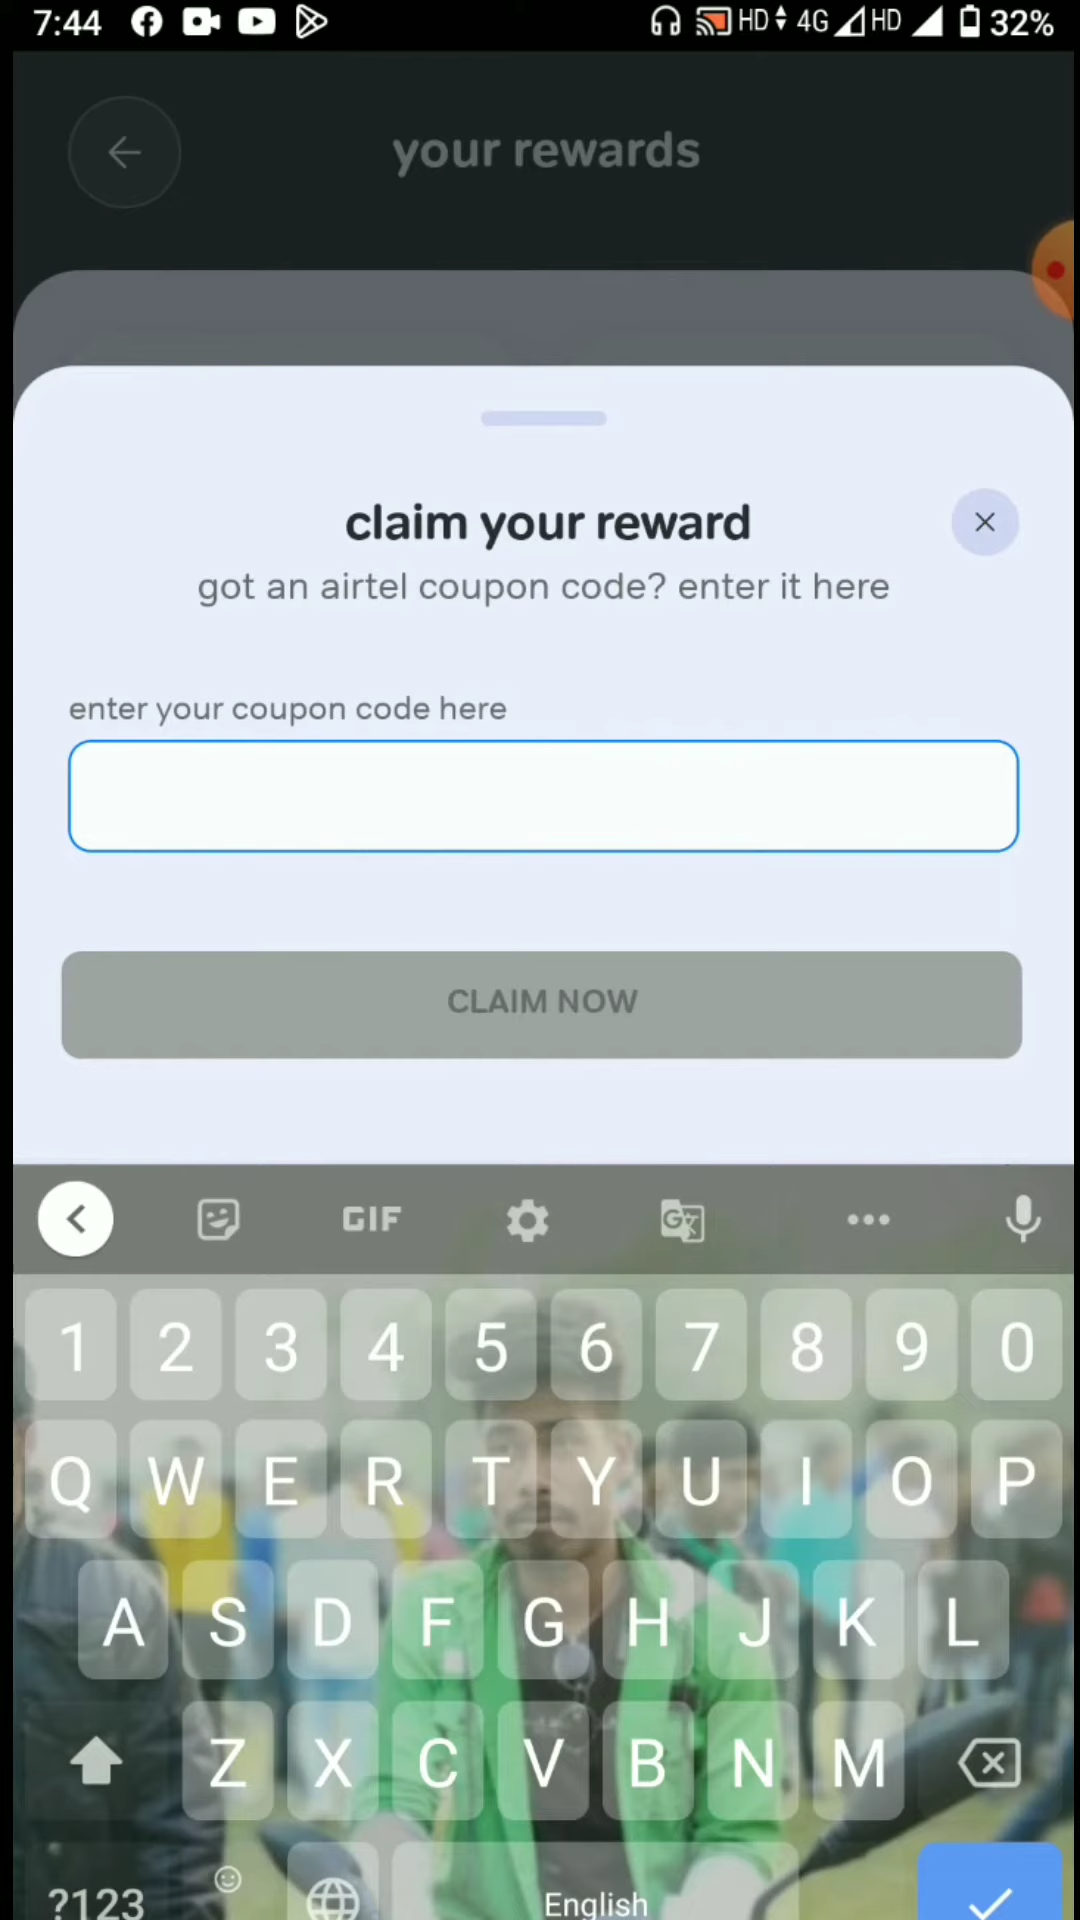 7:44 HD 4G HD 32%
your rewards
claim your reward
got an airtel coupon code? enter it here
enter your coupon code here
CLAIM NOW
GIF
1 2 3 4 5 6 7 8 9 0
Q W E R T Y U I O P
A S D F G H J K L
Z X C V B N M
?123 English